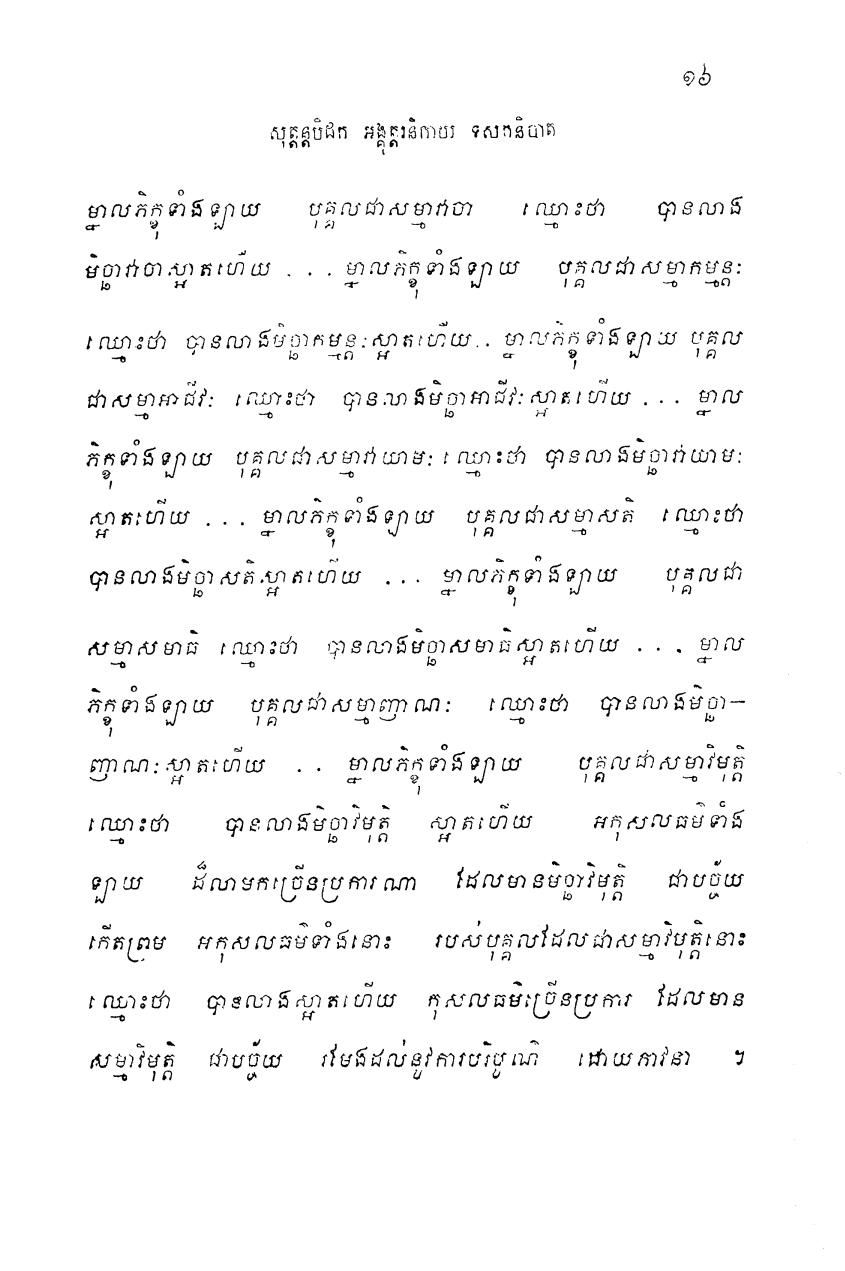 ១៦
សុត្តន្តបិដក អង្គុត្តរនិកាយ ទសកនិបាត
ម្នាលភិក្ខុទាំងឡាយ បុគ្គលជាសម្មាវាចា ឈ្មោះថា បានលាង
មិច្ឆាវាចាស្អាតហើយ ... ម្នាលភិក្ខុទាំងឡាយ បុគ្គលជាសម្មាកម្មន្តៈ
ឈ្មោះថា បានលាងមិច្ឆាកម្មន្តៈស្អាតហើយ.. ម្នាលភិក្ខុទាំងឡាយ បុគ្គល
ជាសម្មាអាជីវៈ ឈ្មោះថា បានលាងមិច្ឆាអាជីវៈស្អាតហើយ ... ម្នាល
ភិក្ខុទាំងឡាយ បុគ្គលជាសម្មាវាយាមៈ ឈ្មោះថា បានលាងមិច្ឆាវាយាមៈ
ស្អាតហើយ ... ម្នាលភិក្ខុទាំងឡាយ បុគ្គលជាសម្មាសតិ ឈ្មោះថា
បានលាងមិច្ឆាសតិស្អាតហើយ ... ម្នាលភិក្ខុទាំងឡាយ បុគ្គលជា
សម្មាសមាធិ ឈ្មោះថា បានលាងមិច្ឆាសមាធិស្អាតហើយ ... ម្នាល
ភិក្ខុទាំងឡាយ បុគ្គលជាសម្មាញាណៈ ឈ្មោះថា បានលាងមិច្ឆា-
ញាណៈស្អាតហើយ .. ម្នាលភិក្ខុទាំងឡាយ បុគ្គលជាសម្មាវិមុត្តិ
ឈ្មោះថា បានលាងមិច្ឆាវិមុត្តិ ស្អាតហើយ អកុសលធម៌ទាំង
ឡាយ ដ៏លាមកច្រើនប្រការណា ដែលមានមិច្ឆាវិមុត្តិ ជាបច្ច័យ
កើតព្រម អកុសលធម៌ទាំងនោះ របស់បុគ្គលដែលជាសម្មាវិមុត្តិនោះ
ឈ្មោះថា បានលាងស្អាតហើយ កុសលធម៌ច្រើនប្រការ ដែលមាន
សម្មាវិមុត្តិ ជាបច្ច័យ រមែងដល់នូវការបរិបូណ៌ ដោយភាវនា ។